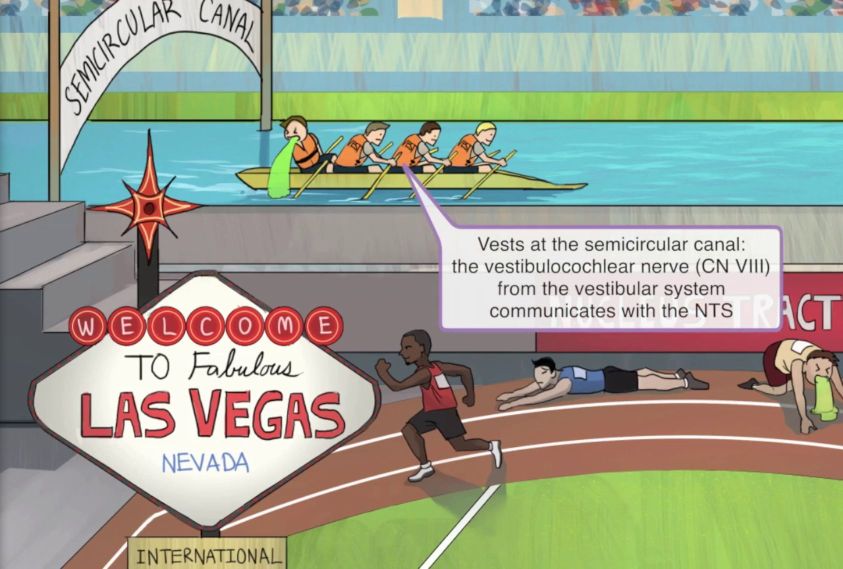 SEMICIRCULAR CANAL
Vests at the semicircular canal:
the vestibulocochlear nerve (CN VIII)
from the vestibular system
communicates with the NTS
TRACT
WELCOME
TO Fabulous
LAS VEGAS
NEVADA
INTERNATIONAL